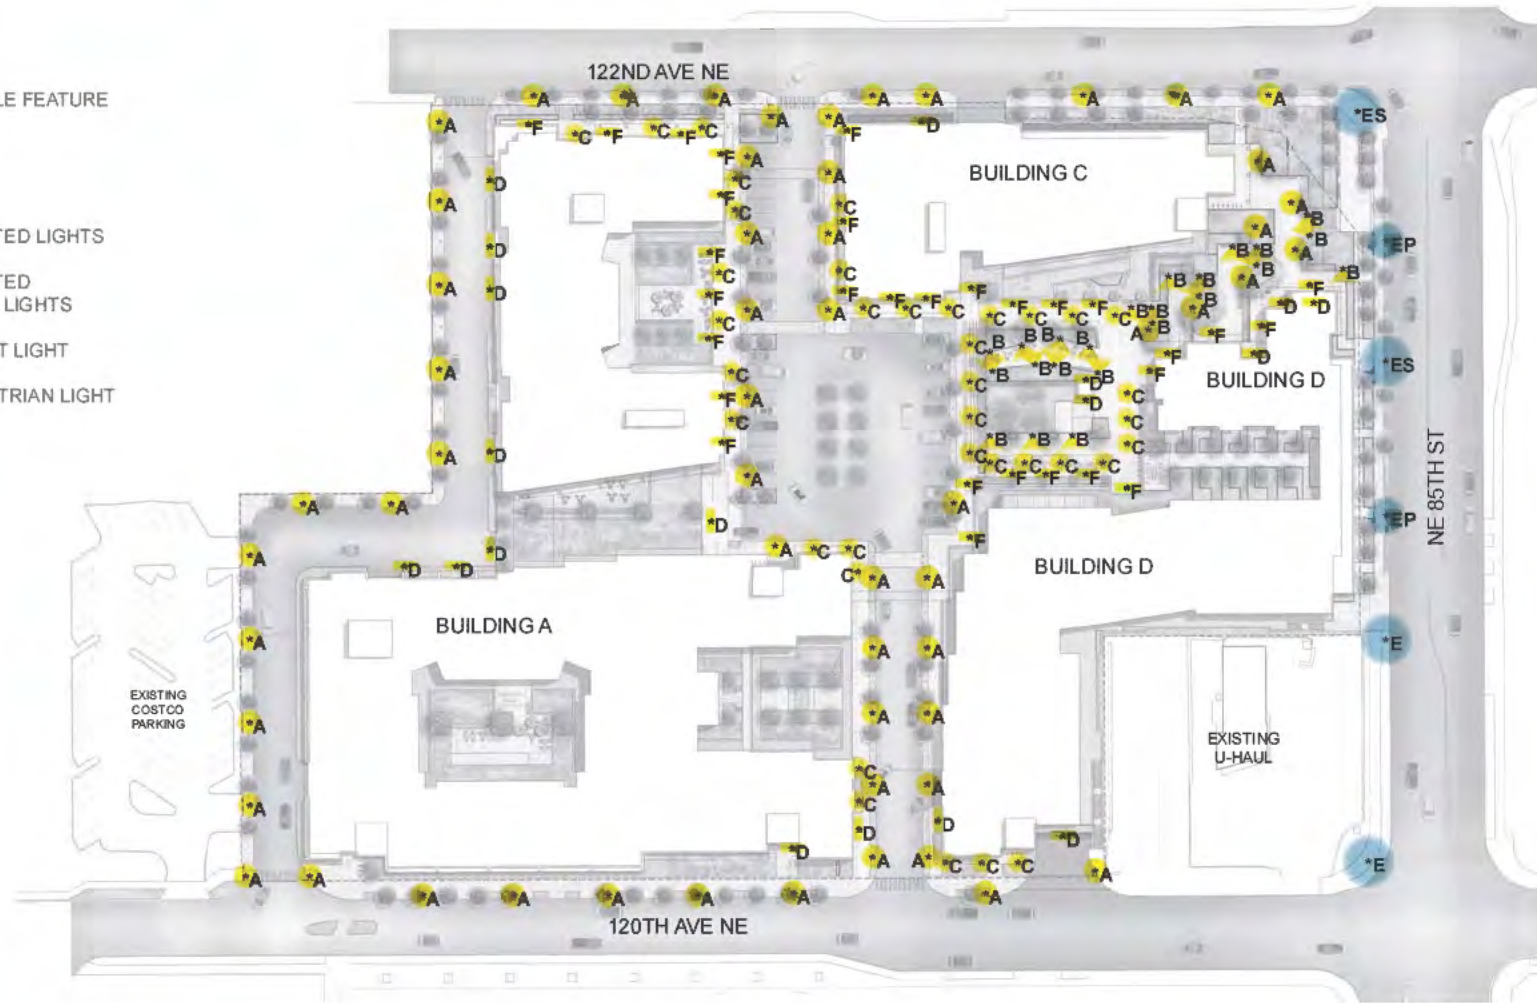 LE FEATURE
TED LIGHTS
TED
LIGHTS
T LIGHT
TRIAN LIGHT
122ND AVE NE
*A *A *A *A *A *A *A *A
*A *F *C *F *C *F *C *A *A *F *D *ES
*D *F *A *C *A BUILDING C *A
*A *F *C *C *F *A *B
*D *A *A *A *B *EP
*F *B *B *A
*A *D *F *C *C *F *F *B *B *B *A *B *F
*F *A *A *C *F *C *F *C *F *F *F *B *A *D *D
*C *C *C *C *C *B *B *B A *F *F
*F *C *B *B *B *B *F *D *ES
*A *C *C *B *B *B *B *D *F BUILDING D
*F *A *D *C
*F *C *C *C
*A *D *C *B *B *B *C
*A *C *C *C *C *F *F *F *F *F
*A *A *D *A *EP
NE 85TH ST
*A *D *D *D *A *C *C *F
C* *A *A BUILDING D
BUILDING A
*A *A *A *E
EXISTING
COSTCO
PARKING
*A *A *A
EXISTING
U-HAUL
*A *C *A *C *A
*D *D *D *D
*A *A *A A* *C *C *C *A *E
*A *A *A *A *A *A
120TH AVE NE